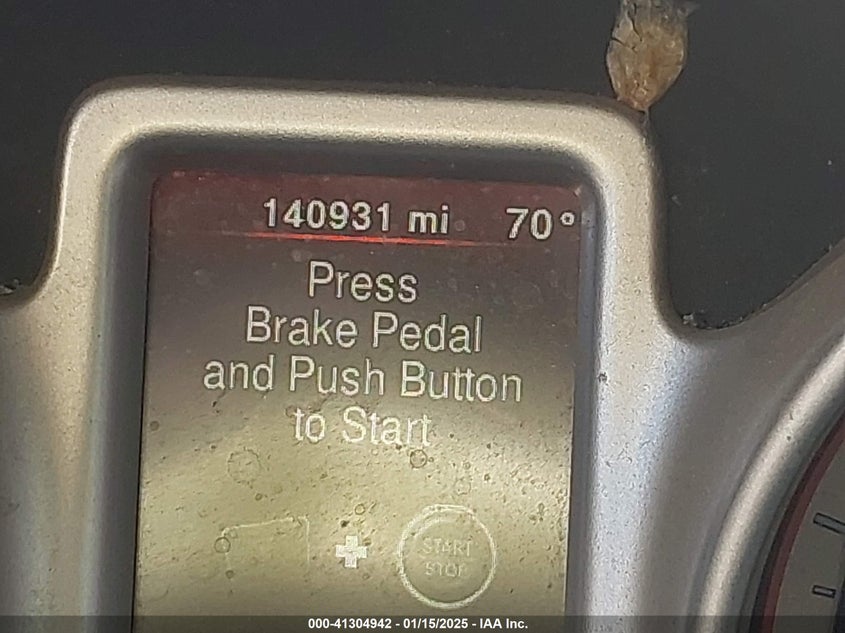 140931 mi 70°
Press
Brake Pedal
and Push Button
to Start
START
STOP
000-41304942 - 01/15/2025 - IAA Inc.